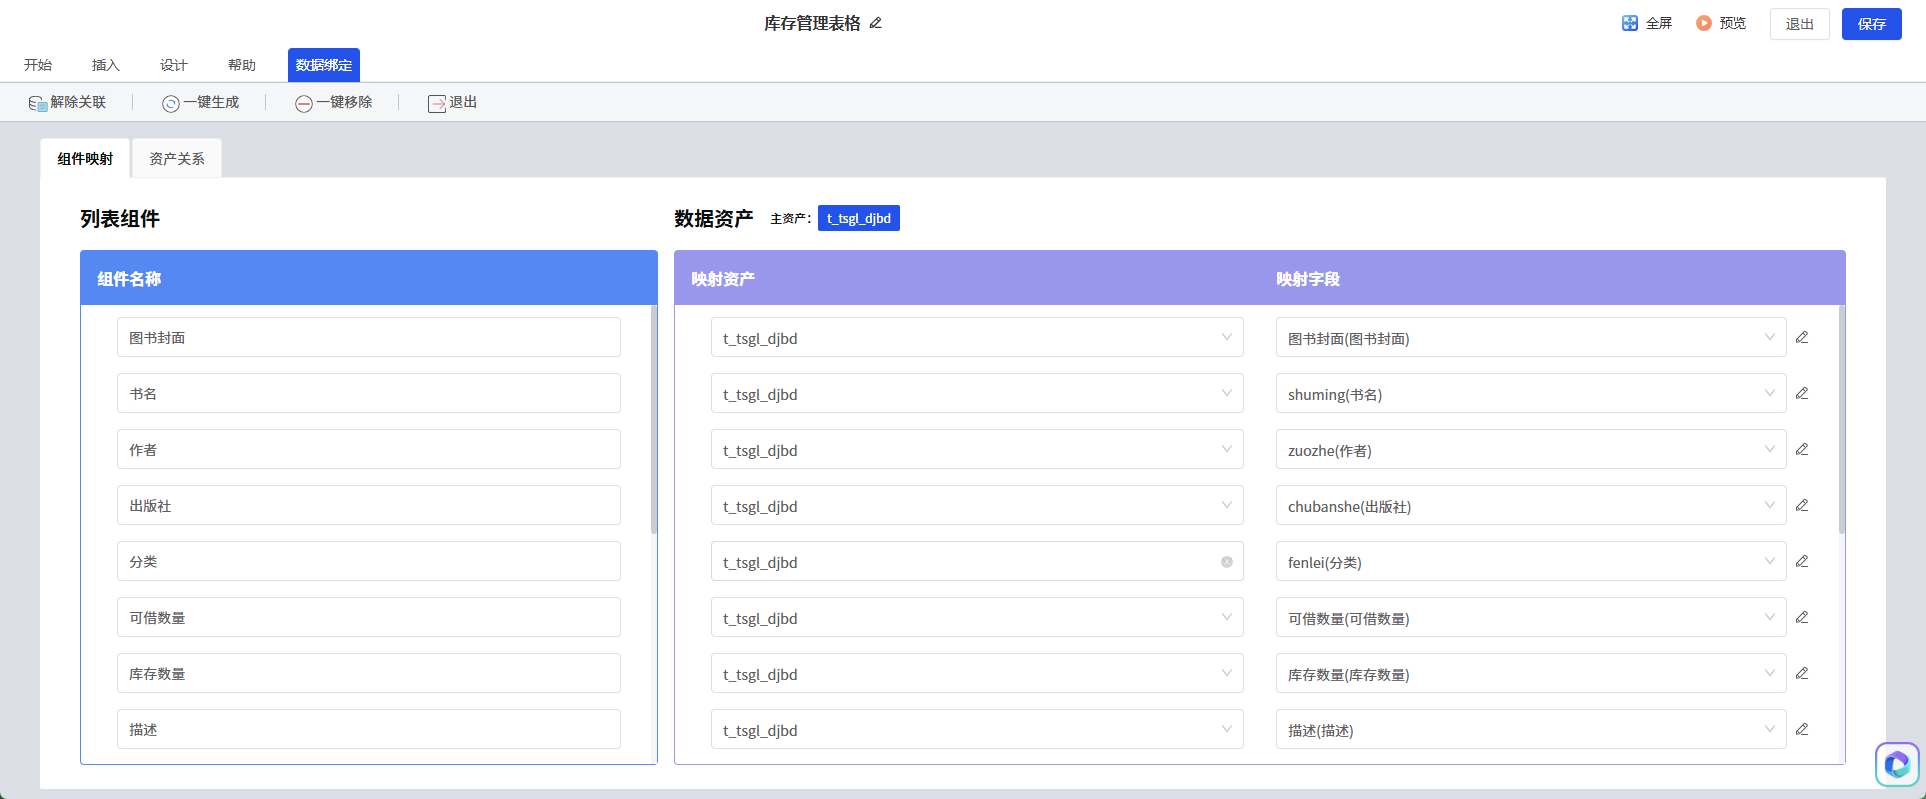 库存管理表格
全屏
预览
退出
保存
开始
插入
设计
帮助
数据绑定
解除关联
一键生成
一键移除
退出
组件映射
资产关系
列表组件
数据资产
主资产：
t_tsgl_djbd
组件名称
映射资产
映射字段
图书封面
t_tsgl_djbd
图书封面(图书封面)
书名
t_tsgl_djbd
shuming(书名)
作者
t_tsgl_djbd
zuozhe(作者)
出版社
t_tsgl_djbd
chubanshe(出版社)
分类
t_tsgl_djbd
fenlei(分类)
可借数量
t_tsgl_djbd
可借数量(可借数量)
库存数量
t_tsgl_djbd
库存数量(库存数量)
描述
t_tsgl_djbd
描述(描述)